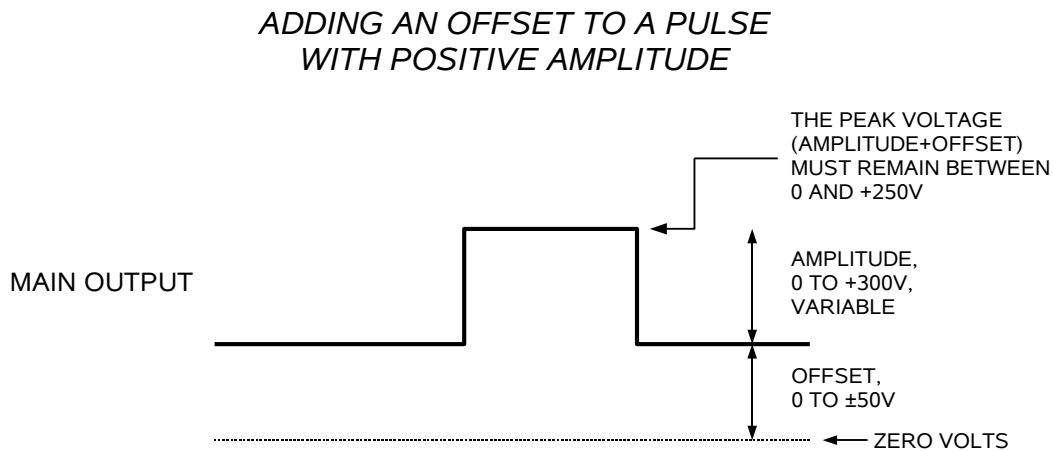 ADDING AN OFFSET TO A PULSE
WITH POSITIVE AMPLITUDE
THE PEAK VOLTAGE
(AMPLITUDE+OFFSET)
MUST REMAIN BETWEEN
0 AND +250V
MAIN OUTPUT
AMPLITUDE,
0 TO +300V,
VARIABLE
OFFSET,
0 TO ±50V
ZERO VOLTS